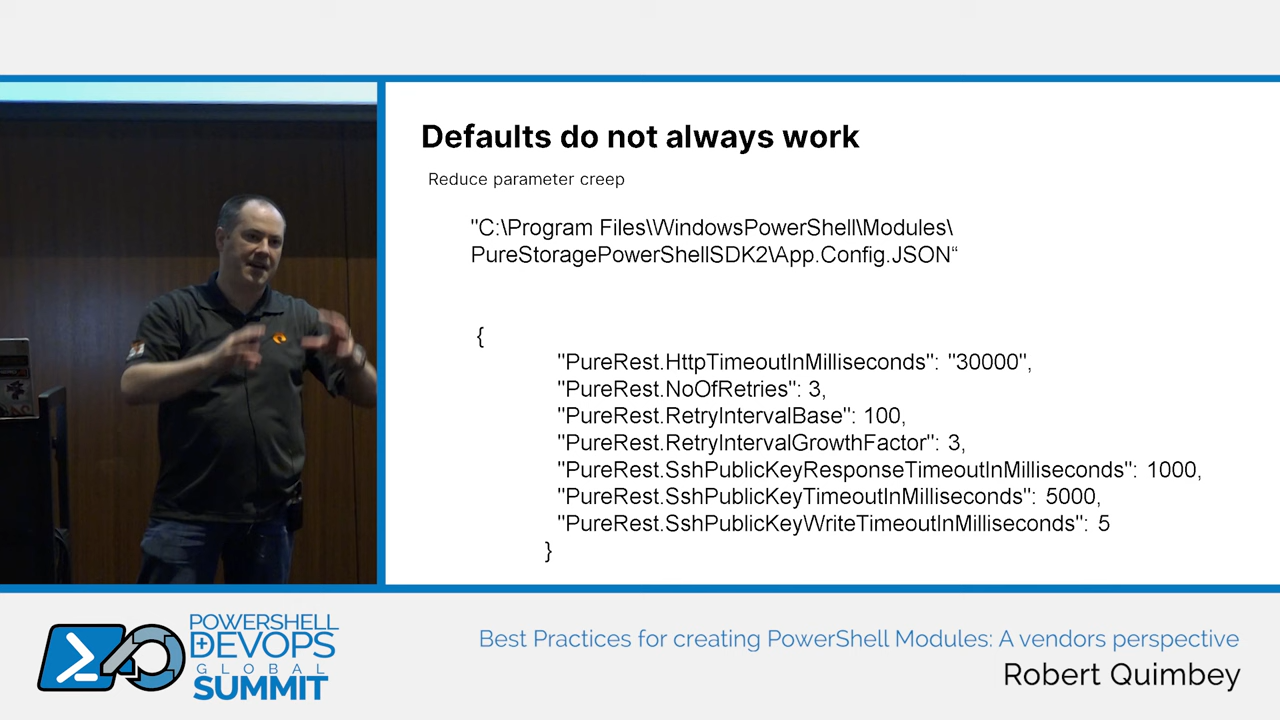 Defaults do not always work
Reduce parameter creep
"C:\Program Files\WindowsPowerShell\Modules\
PureStoragePowerShellSDK2\App.Config.JSON“
{
"PureRest.HttpTimeoutInMilliseconds": "30000",
"PureRest.NoOfRetries": 3,
"PureRest.RetryIntervalBase": 100,
"PureRest.RetryIntervalGrowthFactor": 3,
"PureRest.SshPublicKeyResponseTimeoutInMilliseconds": 1000,
"PureRest.SshPublicKeyTimeoutInMilliseconds": 5000,
"PureRest.SshPublicKeyWriteTimeoutInMilliseconds": 5
}
POWERSHELL
DEVOPS
GLOBAL
SUMMIT
Best Practices for creating PowerShell Modules: A vendors perspective
Robert Quimbey